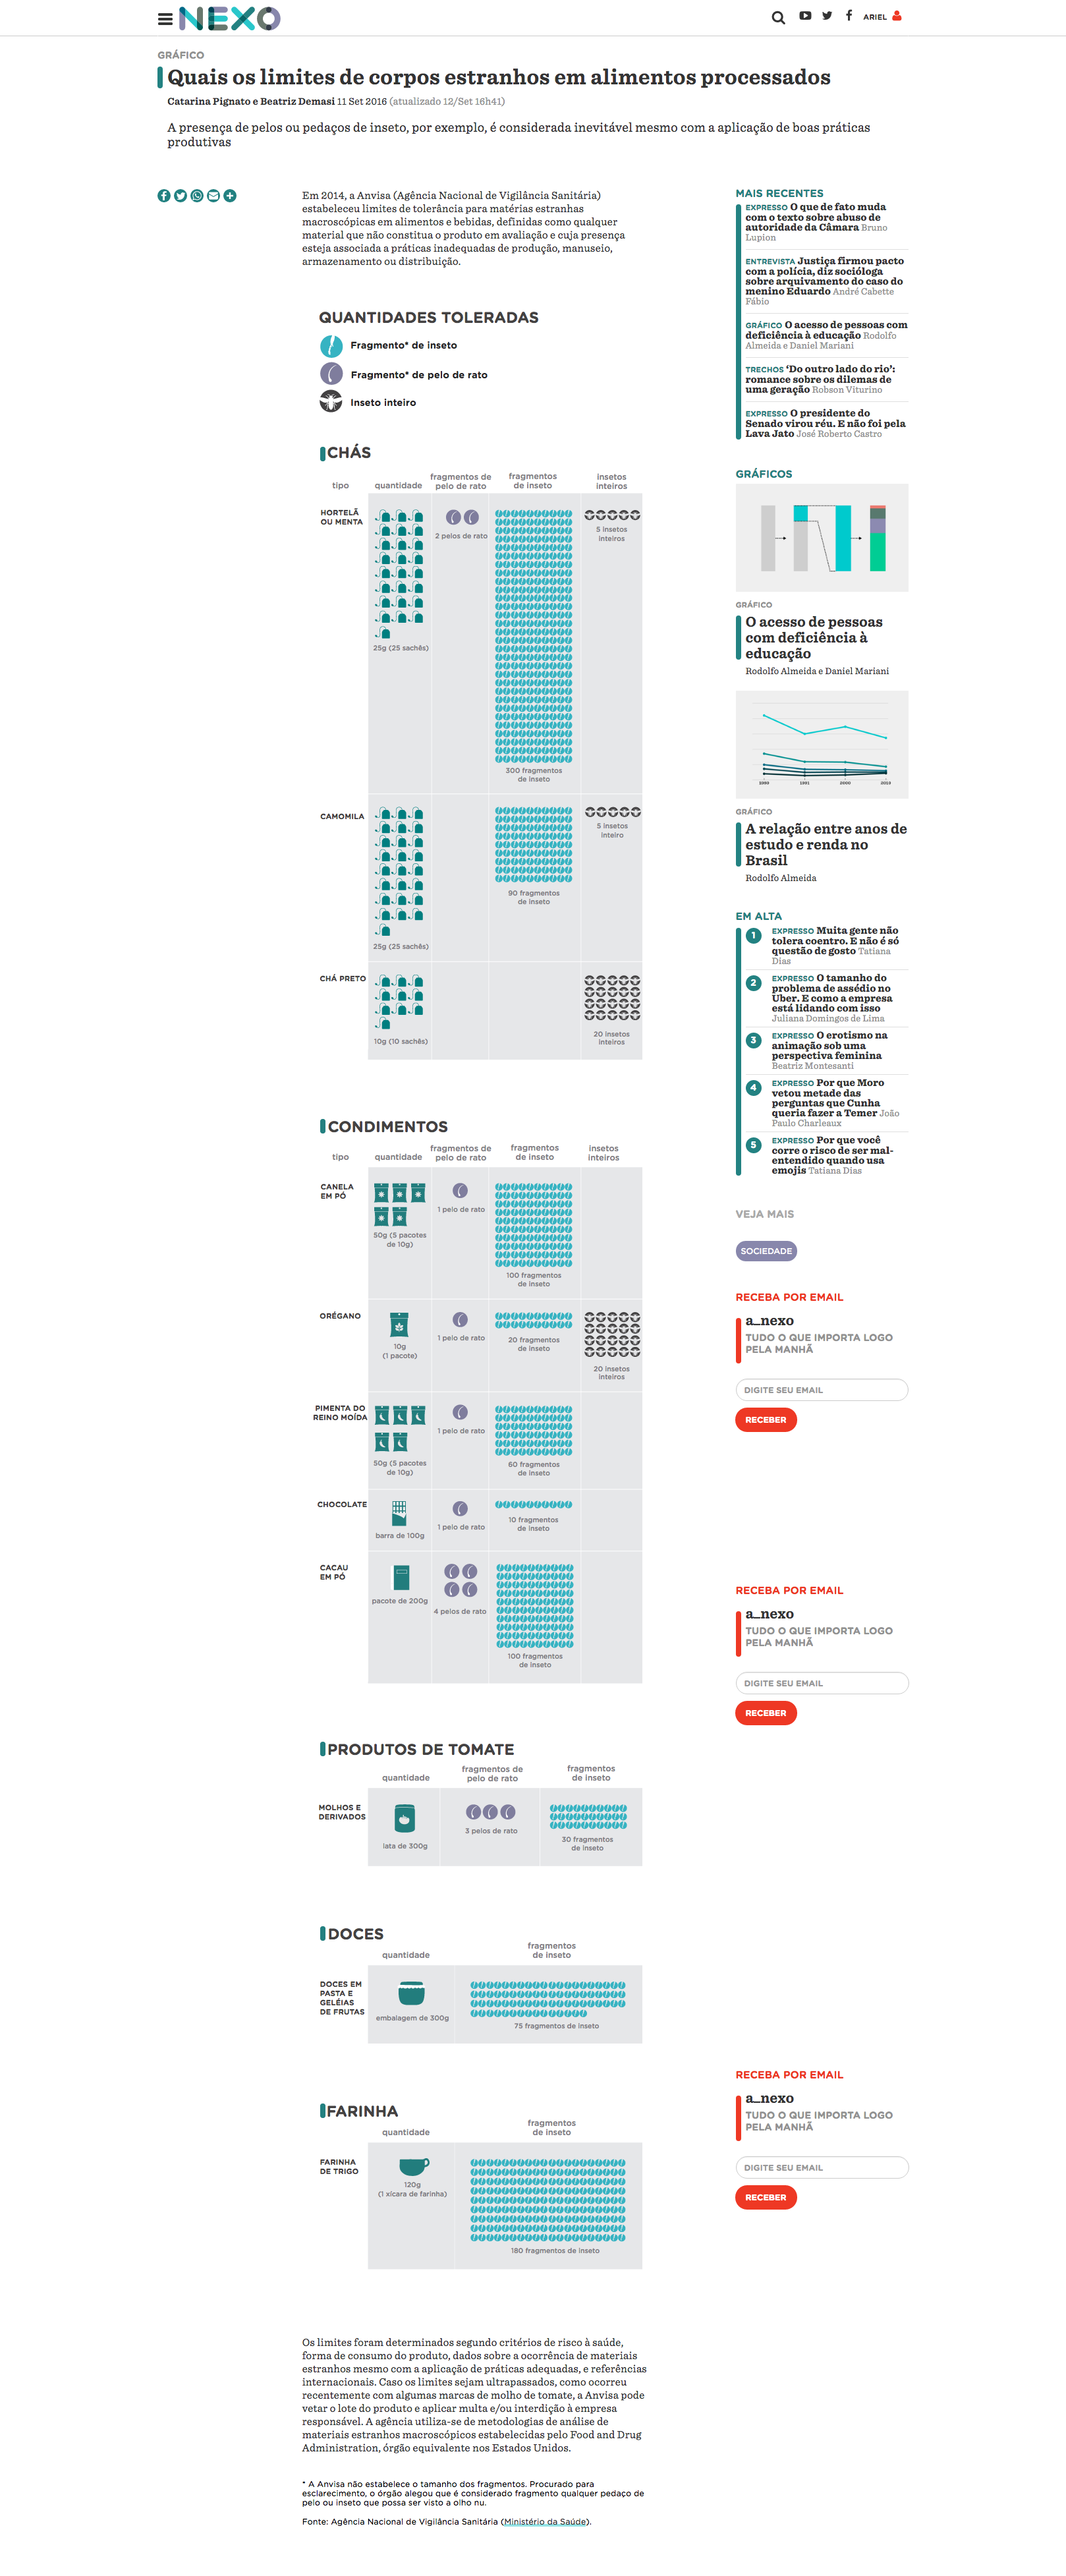 NEXO
ARIEL
GRÁFICO
Quais os limites de corpos estranhos em alimentos processados
Catarina Pignato e Beatriz Demasi 11 Set 2016 (atualizado 12/Set 16h41)
A presença de pelos ou pedaços de inseto, por exemplo, é considerada inevitável mesmo com a aplicação de boas práticas
produtivas
Em 2014, a Anvisa (Agência Nacional de Vigilância Sanitária)
estabeleceu limites de tolerância para matérias estranhas
macroscópicas em alimentos e bebidas, definidas como qualquer
material que não constitua o produto em avaliação e cuja presença
esteja associada a práticas inadequadas de produção, manuseio,
armazenamento ou distribuição.
QUANTIDADES TOLERADAS
Fragmento* de inseto
Fragmento* de pelo de rato
Inseto inteiro
CHÁS
tipo
quantidade
fragmentos de
pelo de rato
fragmentos
de inseto
insetos
inteiros
HORTELÃ
OU MENTA
25g (25 sachês)
2 pelos de rato
300 fragmentos
de inseto
5 insetos
inteiros
CAMOMILA
25g (25 sachês)
90 fragmentos
de inseto
5 insetos
inteiro
CHÁ PRETO
10g (10 sachês)
20 insetos
inteiros
CONDIMENTOS
tipo
quantidade
fragmentos de
pelo de rato
fragmentos
de inseto
insetos
inteiros
CANELA
EM PÓ
50g (5 pacotes
de 10g)
1 pelo de rato
100 fragmentos
de inseto
ORÉGANO
10g
(1 pacote)
1 pelo de rato
20 fragmentos
de inseto
20 insetos
inteiros
PIMENTA DO
REINO MOÍDA
50g (5 pacotes
de 10g)
1 pelo de rato
60 fragmentos
de inseto
CHOCOLATE
barra de 100g
1 pelo de rato
10 fragmentos
de inseto
CACAU
EM PÓ
pacote de 200g
4 pelos de rato
100 fragmentos
de inseto
PRODUTOS DE TOMATE
quantidade
fragmentos de
pelo de rato
fragmentos
de inseto
MOLHOS E
DERIVADOS
lata de 300g
3 pelos de rato
30 fragmentos
de inseto
DOCES
quantidade
fragmentos
de inseto
DOCES EM
PASTA E
GELÉIAS
DE FRUTAS
embalagem de 300g
75 fragmentos de inseto
FARINHA
quantidade
fragmentos
de inseto
FARINHA
DE TRIGO
120g
(1 xícara de farinha)
180 fragmentos de inseto
Os limites foram determinados segundo critérios de risco à saúde,
forma de consumo do produto, dados sobre a ocorrência de materiais
estranhos mesmo com a aplicação de práticas adequadas, e referências
internacionais. Caso os limites sejam ultrapassados, como ocorreu
recentemente com algumas marcas de molho de tomate, a Anvisa pode
vetar o lote do produto e aplicar multa e/ou interdição à empresa
responsável. A agência utiliza-se de metodologias de análise de
materiais estranhos macroscópicos estabelecidas pelo Food and Drug
Administration, órgão equivalente nos Estados Unidos.
* A Anvisa não estabelece o tamanho dos fragmentos. Procurado para
esclarecimento, o órgão alegou que é considerado fragmento qualquer pedaço de
pelo ou inseto que possa ser visto a olho nu.
Fonte: Agência Nacional de Vigilância Sanitária (Ministério da Saúde).
MAIS RECENTES
EXPRESSO O que de fato muda
com o texto sobre abuso de
autoridade da Câmara Bruno
Lupion
ENTREVISTA Justiça firmou pacto
com a polícia, diz socióloga
sobre arquivamento do caso do
menino Eduardo André Cabette
Fábio
GRÁFICO O acesso de pessoas com
deficiência à educação Rodolfo
Almeida e Daniel Mariani
TRECHOS ‘Do outro lado do rio’:
romance sobre os dilemas de
uma geração Robson Viturino
EXPRESSO O presidente do
Senado virou réu. E não foi pela
Lava Jato José Roberto Castro
GRÁFICOS
GRÁFICO
O acesso de pessoas
com deficiência à
educação
Rodolfo Almeida e Daniel Mariani
1980
1991
2000
2010
GRÁFICO
A relação entre anos de
estudo e renda no
Brasil
Rodolfo Almeida
EM ALTA
1
EXPRESSO Muita gente não
tolera coentro. E não é só
questão de gosto Tatiana
Dias
2
EXPRESSO O tamanho do
problema de assédio no
Uber. E como a empresa
está lidando com isso
Juliana Domingos de Lima
3
EXPRESSO O erotismo na
animação sob uma
perspectiva feminina
Beatriz Montesanti
4
EXPRESSO Por que Moro
vetou metade das
perguntas que Cunha
queria fazer a Temer João
Paulo Charleaux
5
EXPRESSO Por que você
corre o risco de ser mal-
entendido quando usa
emojis Tatiana Dias
VEJA MAIS
SOCIEDADE
RECEBA POR EMAIL
a_nexo
TUDO O QUE IMPORTA LOGO
PELA MANHÃ
DIGITE SEU EMAIL
RECEBER
RECEBA POR EMAIL
a_nexo
TUDO O QUE IMPORTA LOGO
PELA MANHÃ
DIGITE SEU EMAIL
RECEBER
RECEBA POR EMAIL
a_nexo
TUDO O QUE IMPORTA LOGO
PELA MANHÃ
DIGITE SEU EMAIL
RECEBER